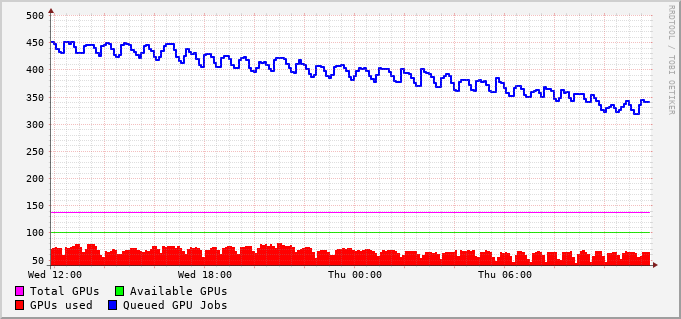 500
450
400
350
300
250
200
150
100
50
Wed 12:00 Wed 18:00 Thu 00:00 Thu 06:00
Total GPUs Available GPUs
GPUs used Queued GPU Jobs
RRDTOOL / TOBI OETIKER